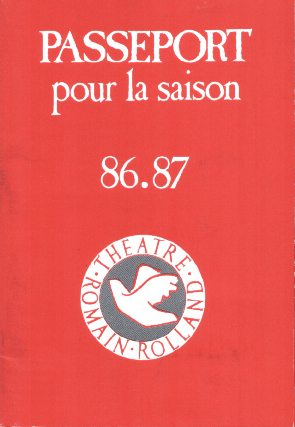 PASSEPORT
pour la saison
86.87
THEATRE · ROMAIN · ROLLAND ·